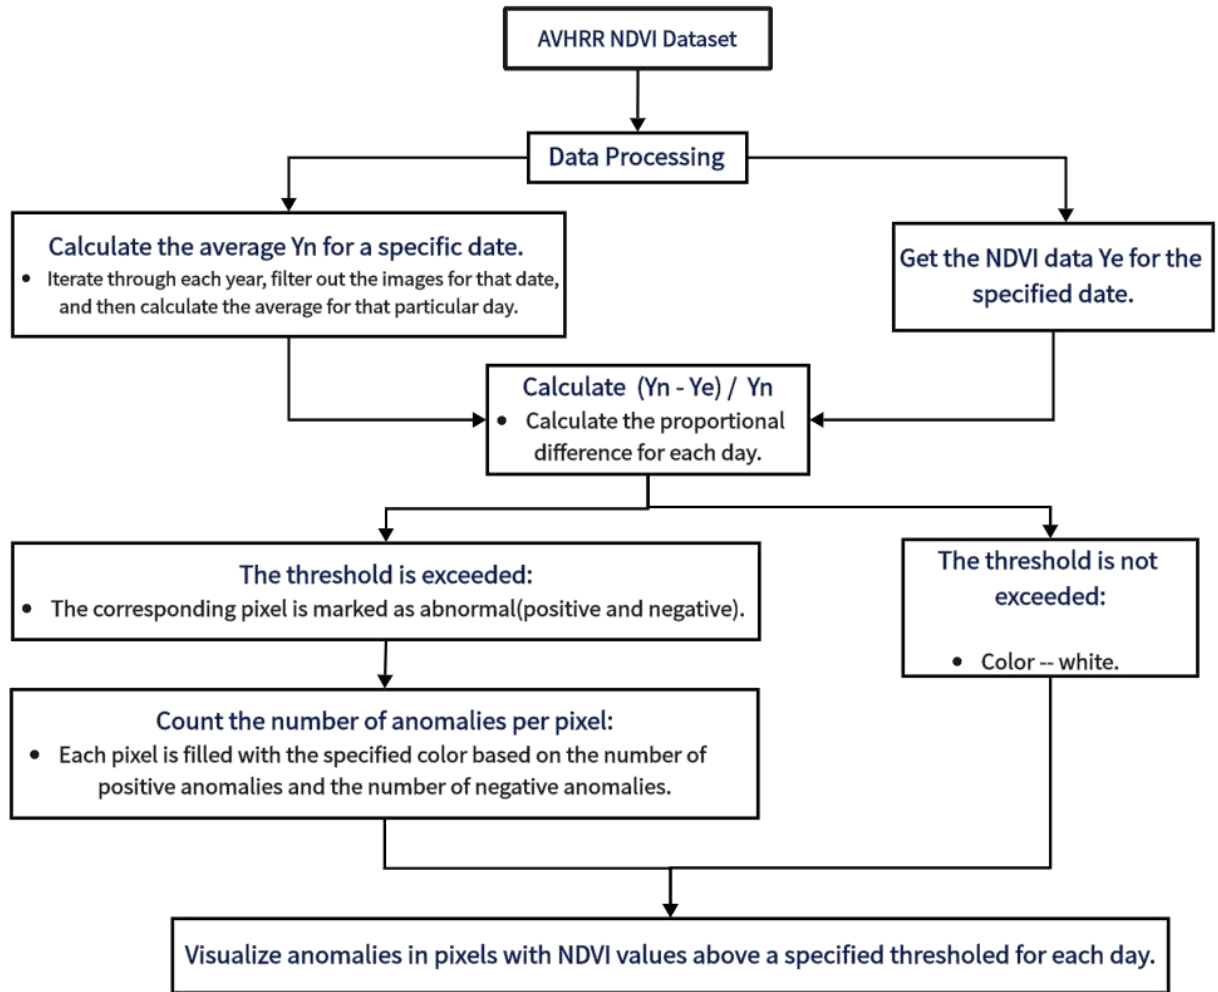 AVHRR NDVI Dataset
Data Processing
Calculate the average Yn for a specific date.
• Iterate through each year, filter out the images for that date,
and then calculate the average for that particular day.
Get the NDVI data Ye for the
specified date.
Calculate (Yn - Ye) / Yn
• Calculate the proportional
difference for each day.
The threshold is exceeded:
• The corresponding pixel is marked as abnormal(positive and negative).
The threshold is not
exceeded:
• Color -- white.
Count the number of anomalies per pixel:
• Each pixel is filled with the specified color based on the number of
positive anomalies and the number of negative anomalies.
Visualize anomalies in pixels with NDVI values above a specified thresholed for each day.